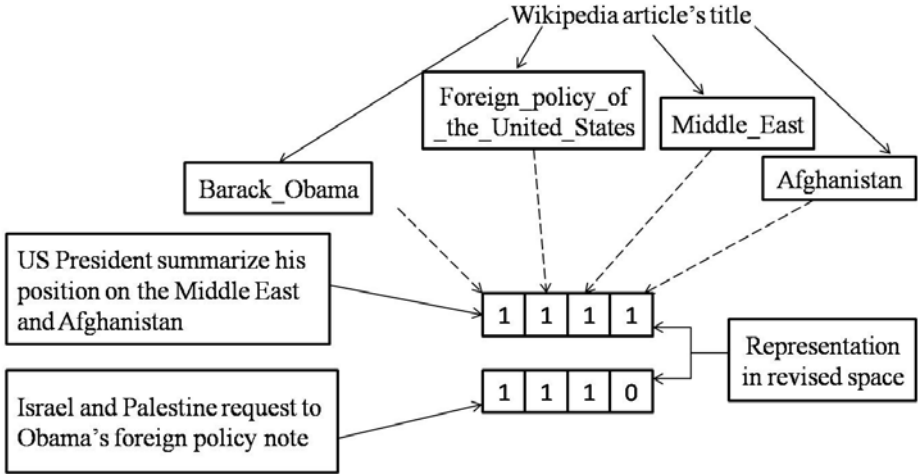 Wikipedia article's title
Foreign_policy_of
_the_United_States
Middle_East
Barack_Obama
Afghanistan
US President summarize his
position on the Middle East
and Afghanistan
1 1 1 1
Representation
in revised space
1 1 1 0
Israel and Palestine request to
Obama's foreign policy note